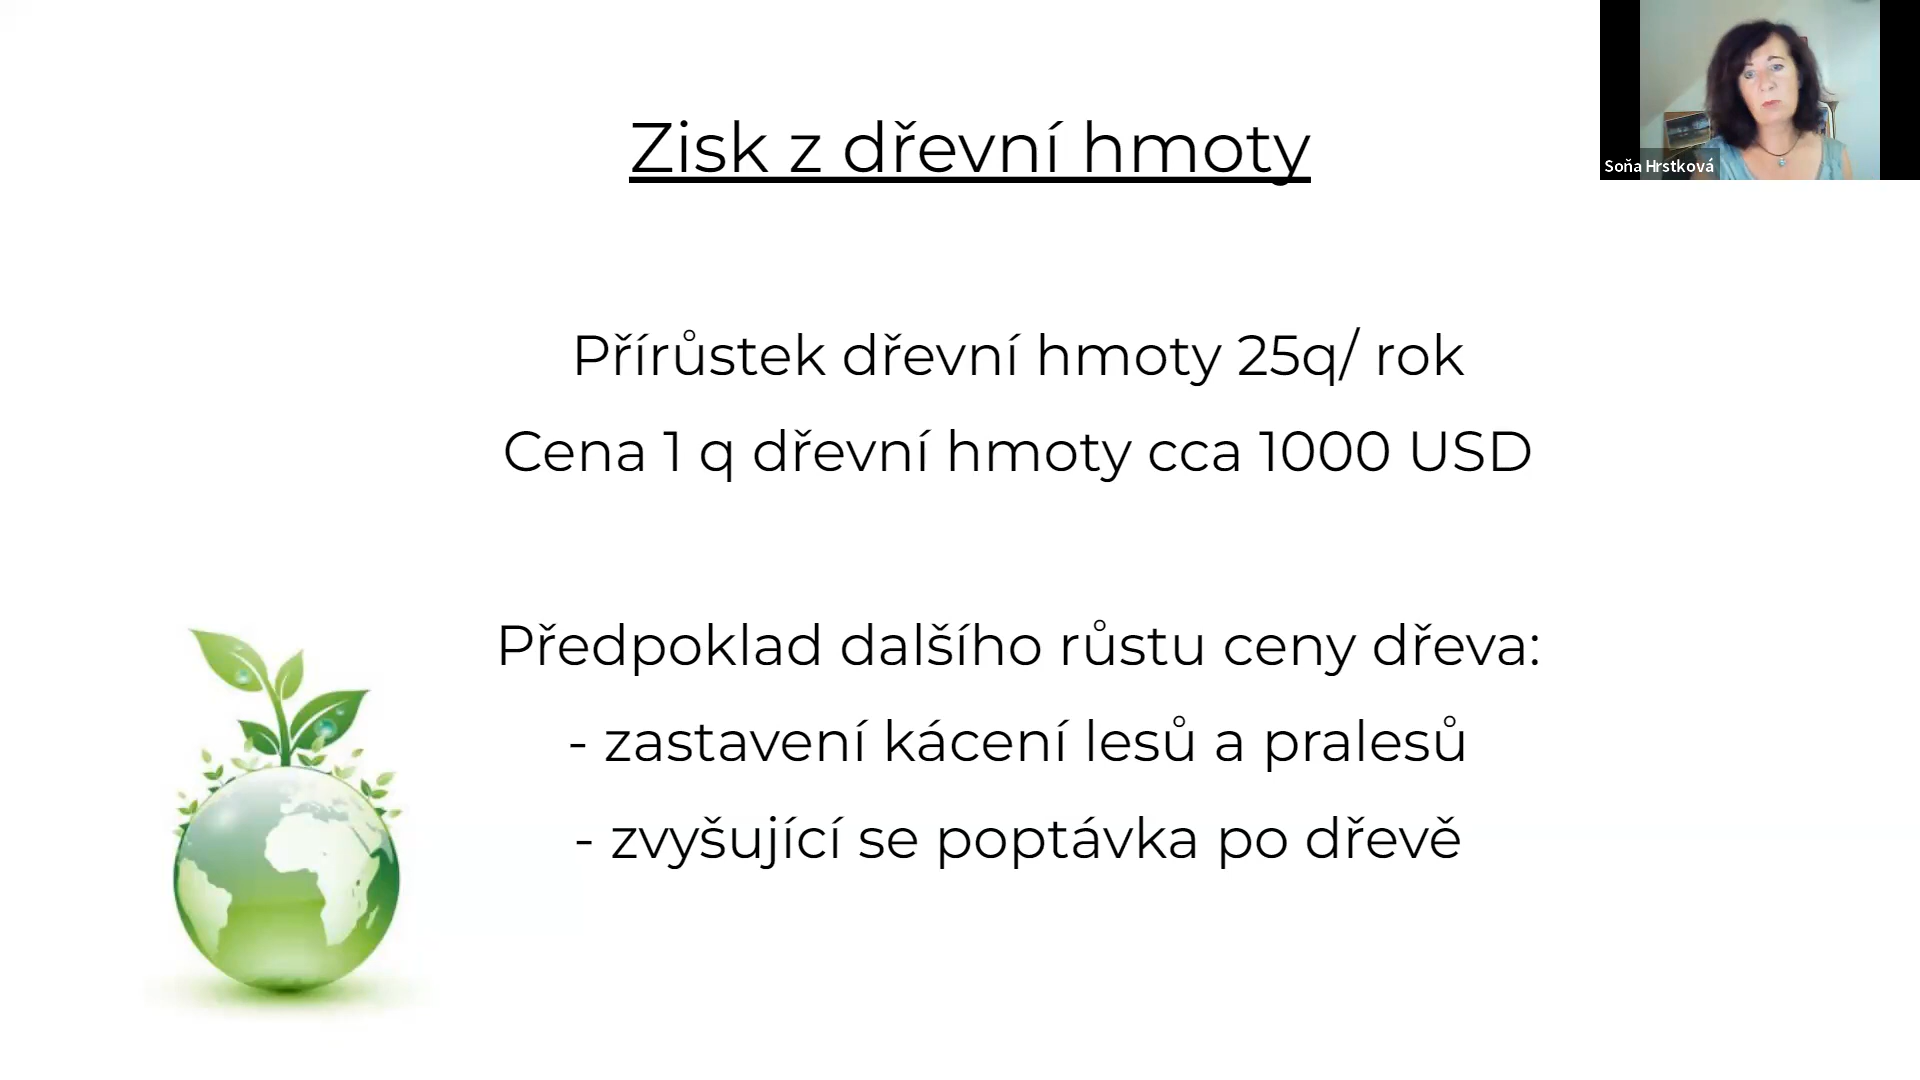 Zisk z dřevní hmoty
Soňa Hrstková
Přírůstek dřevní hmoty 25q/ rok
Cena 1 q dřevní hmoty cca 1000 USD
Předpoklad dalšího růstu ceny dřeva:
- zastavení kácení lesů a pralesů
- zvyšující se poptávka po dřevě